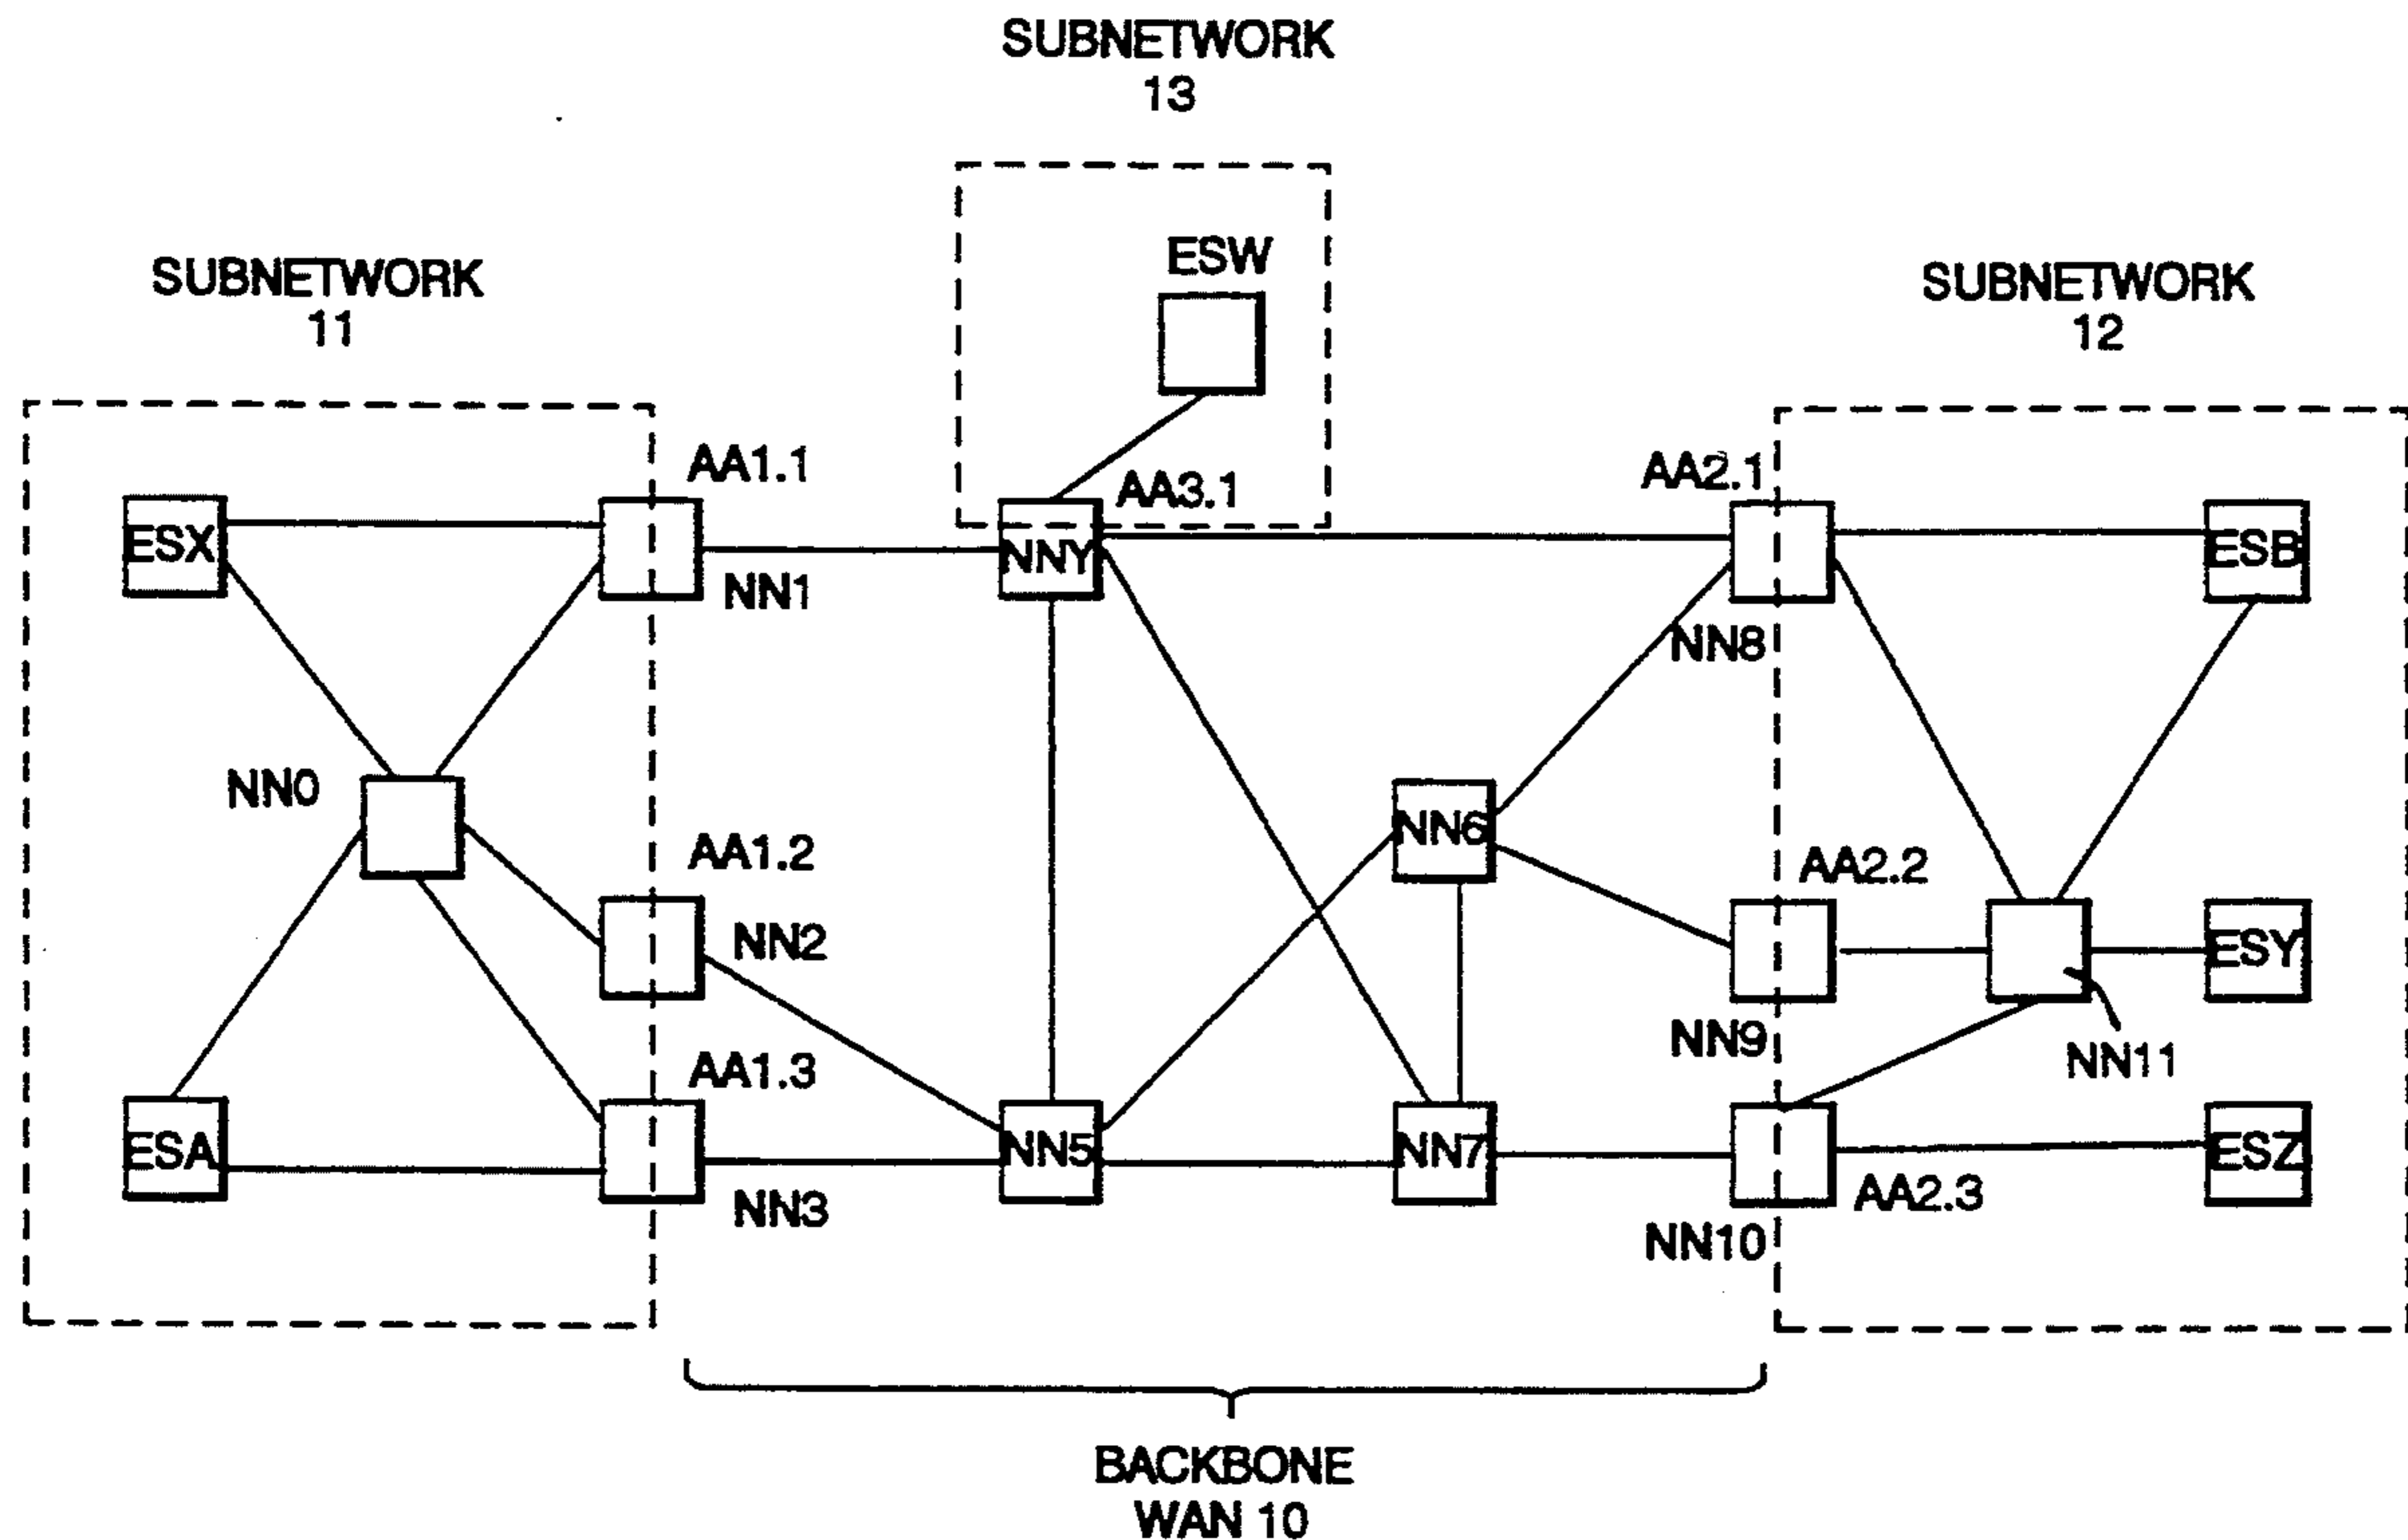 SUBNETWORK
13
ESW
SUBNETWORK
11
SUBNETWORK
12
AA1.1
AA3.1
AA2.1
ESX
NNY
ESB
NN1
NN8
NN0
NN6
AA1.2
AA2.2
NN2
ESY
NN9
NN11
AA1.3
ESA
NN5
NN7
ESZ
AA2.3
NN3
NN10
BACKBONE
WAN 10